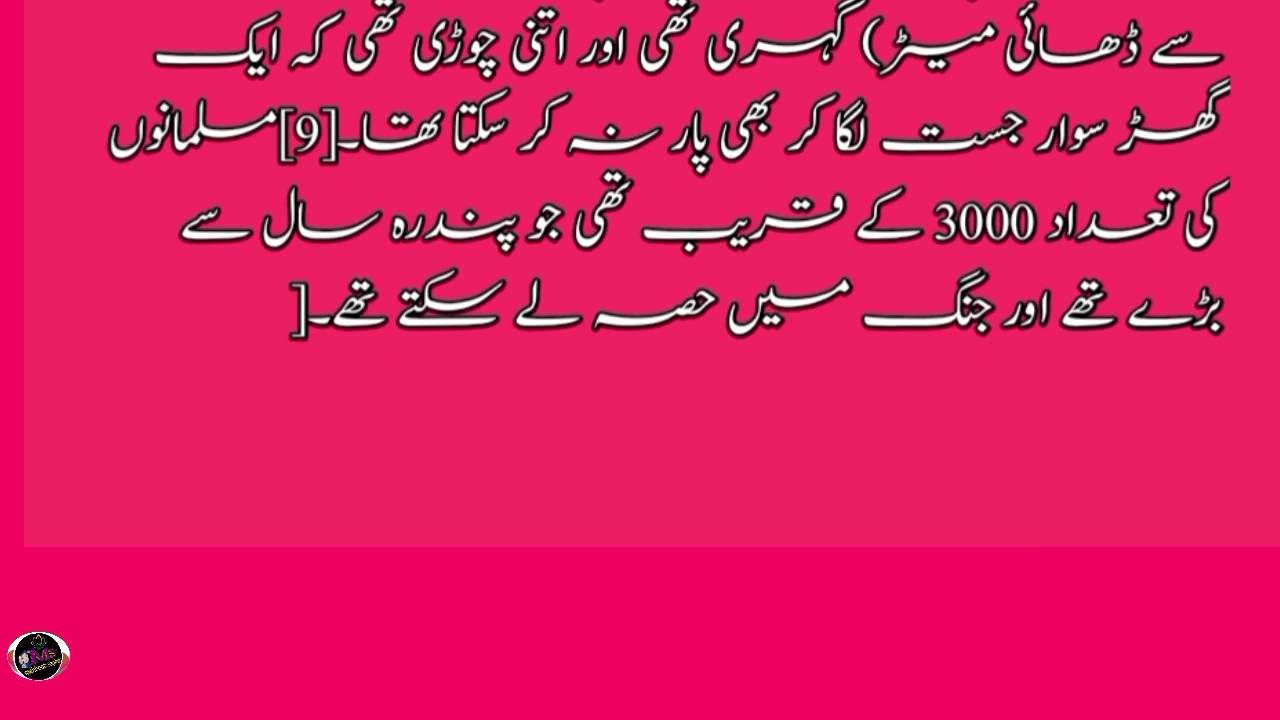 سے ڈھائی میٹر) گہری تھی اور اتنی چوڑی تھی کہ ایک
گھڑ سوار جست لگا کر بھی پار نہ کر سکتا تھا۔[9]مسلمانوں
کی تعداد 3000 کے قریب تھی جو پندرہ سال سے
بڑے تھے اور جنگ میں حصہ لے سکتے تھے۔[